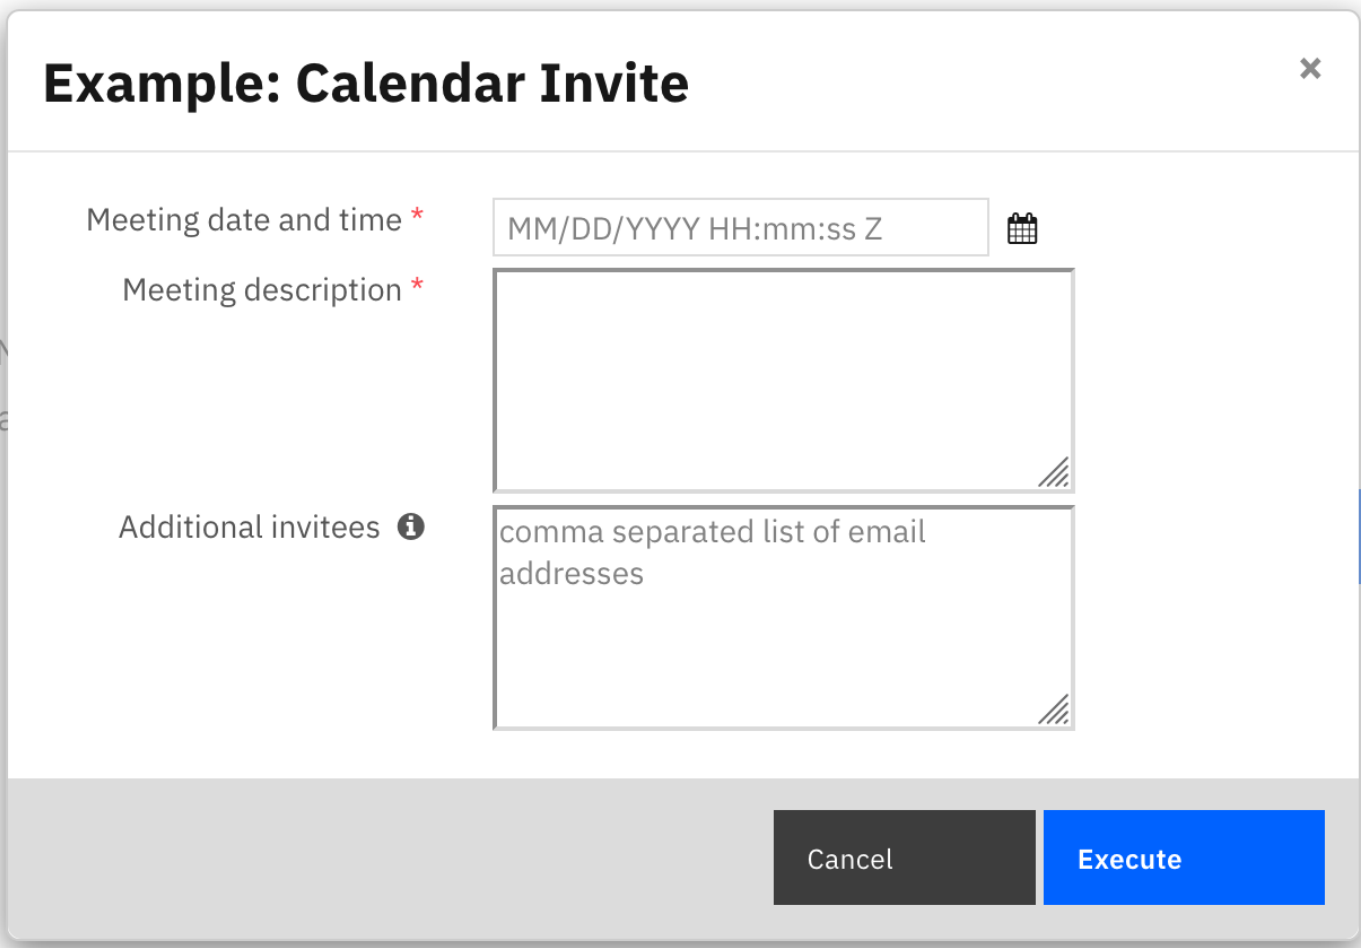 Example: Calendar Invite
×
Meeting date and time *
MM/DD/YYYY HH:mm:ss Z
Meeting description *
Additional invitees
comma separated list of email
addresses
Cancel
Execute